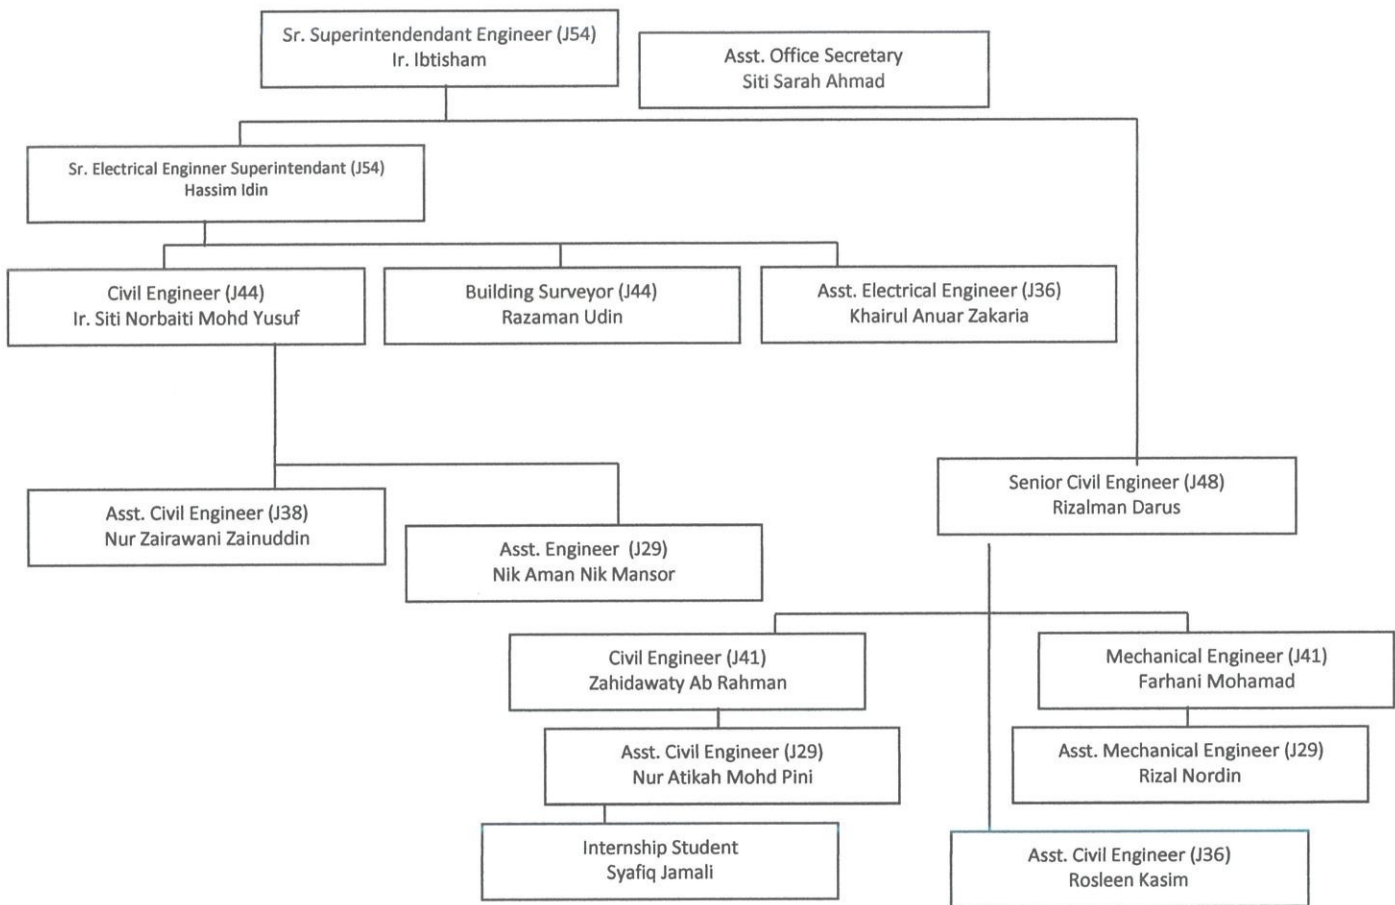 Sr. Superintendendant Engineer (J54)
Ir. Ibtisham
Asst. Office Secretary
Siti Sarah Ahmad
Sr. Electrical Enginner Superintendant (J54)
Hassim Idin
Civil Engineer (J44)
Ir. Siti Norbaiti Mohd Yusuf
Building Surveyor (J44)
Razaman Udin
Asst. Electrical Engineer (J36)
Khairul Anuar Zakaria
Senior Civil Engineer (J48)
Rizalman Darus
Asst. Civil Engineer (J38)
Nur Zairawani Zainuddin
Asst. Engineer (J29)
Nik Aman Nik Mansor
Civil Engineer (J41)
Zahidawaty Ab Rahman
Mechanical Engineer (J41)
Farhani Mohamad
Asst. Civil Engineer (J29)
Nur Atikah Mohd Pini
Asst. Mechanical Engineer (J29)
Rizal Nordin
Internship Student
Syafiq Jamali
Asst. Civil Engineer (J36)
Rosleen Kasim